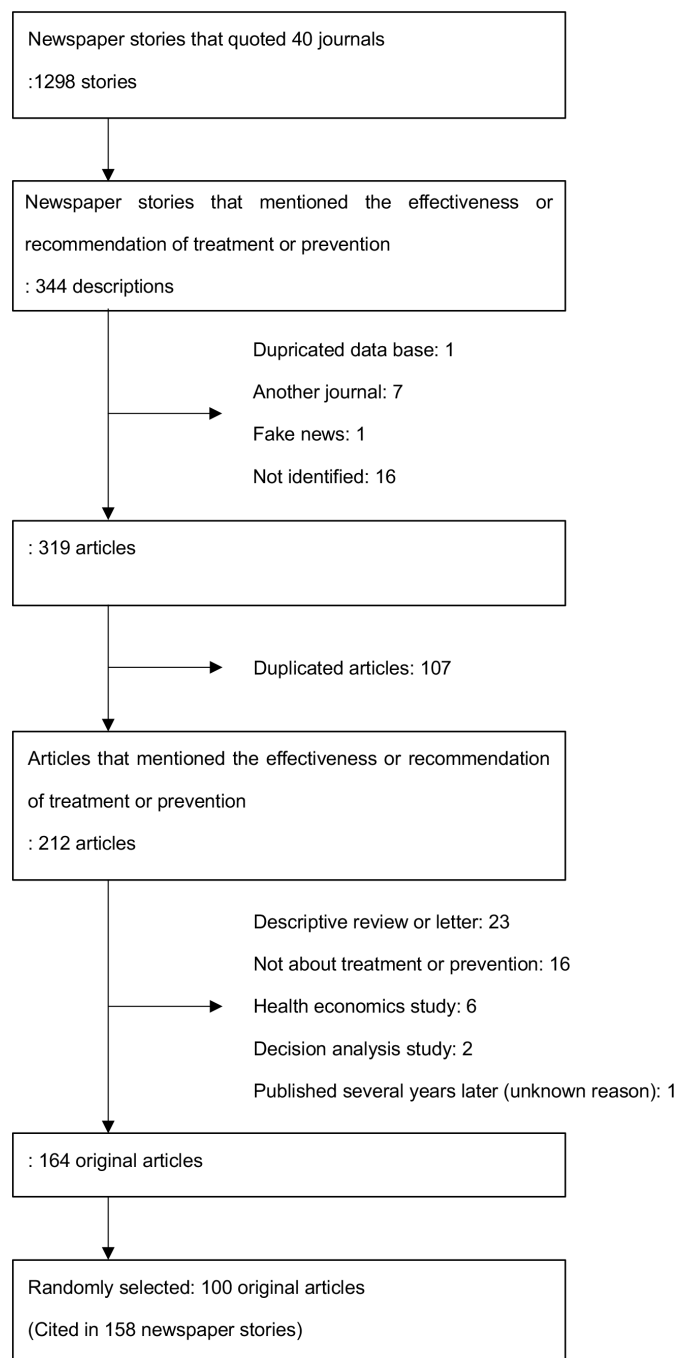 Newspaper stories that quoted 40 journals
:1298 stories
Newspaper stories that mentioned the effectiveness or
recommendation of treatment or prevention
: 344 descriptions
Dupricated data base: 1
Another journal: 7
Fake news: 1
Not identified: 16
: 319 articles
Duplicated articles: 107
Articles that mentioned the effectiveness or recommendation
of treatment or prevention
: 212 articles
Descriptive review or letter: 23
Not about treatment or prevention: 16
Health economics study: 6
Decision analysis study: 2
Published several years later (unknown reason): 1
: 164 original articles
Randomly selected: 100 original articles
(Cited in 158 newspaper stories)